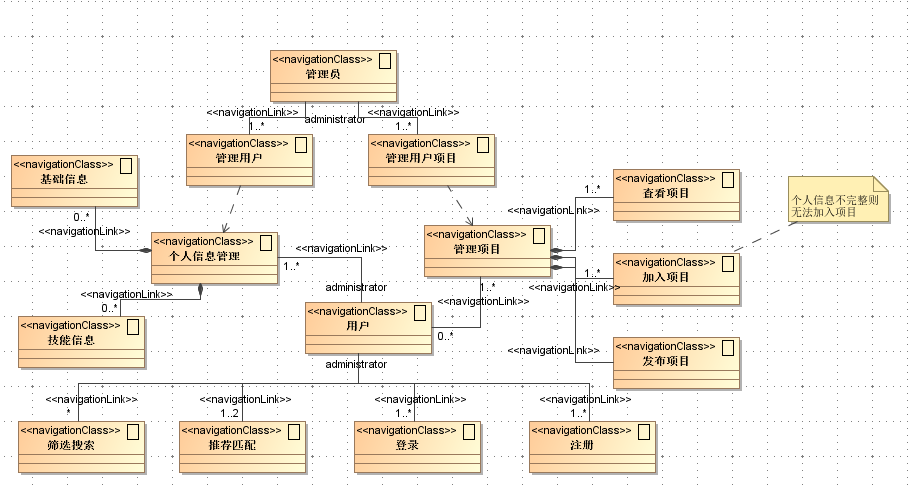 <<navigationClass>>
管理员
<<navigationLink>>
<<navigationLink>>
administrator
1..*
1..*
<<navigationClass>>
管理用户
<<navigationClass>>
管理用户项目
<<navigationClass>>
基础信息
<<navigationClass>>
查看项目
1..*
个人信息不完整则
无法加入项目
0..*
<<navigationLink>>
<<navigationLink>>
<<navigationClass>>
个人信息管理
<<navigationLink>>
1..*
<<navigationClass>>
管理项目
<<navigationClass>>
加入项目
1..*
<<navigationLink>>
<<navigationLink>>
0..*
administrator
1..*
<<navigationLink>>
<<navigationClass>>
技能信息
<<navigationClass>>
用户
0..*
<<navigationLink>>
<<navigationClass>>
发布项目
administrator
<<navigationLink>>
*
<<navigationLink>>
1..2
<<navigationLink>>
1..*
<<navigationLink>>
1..*
<<navigationClass>>
筛选搜索
<<navigationClass>>
推荐匹配
<<navigationClass>>
登录
<<navigationClass>>
注册